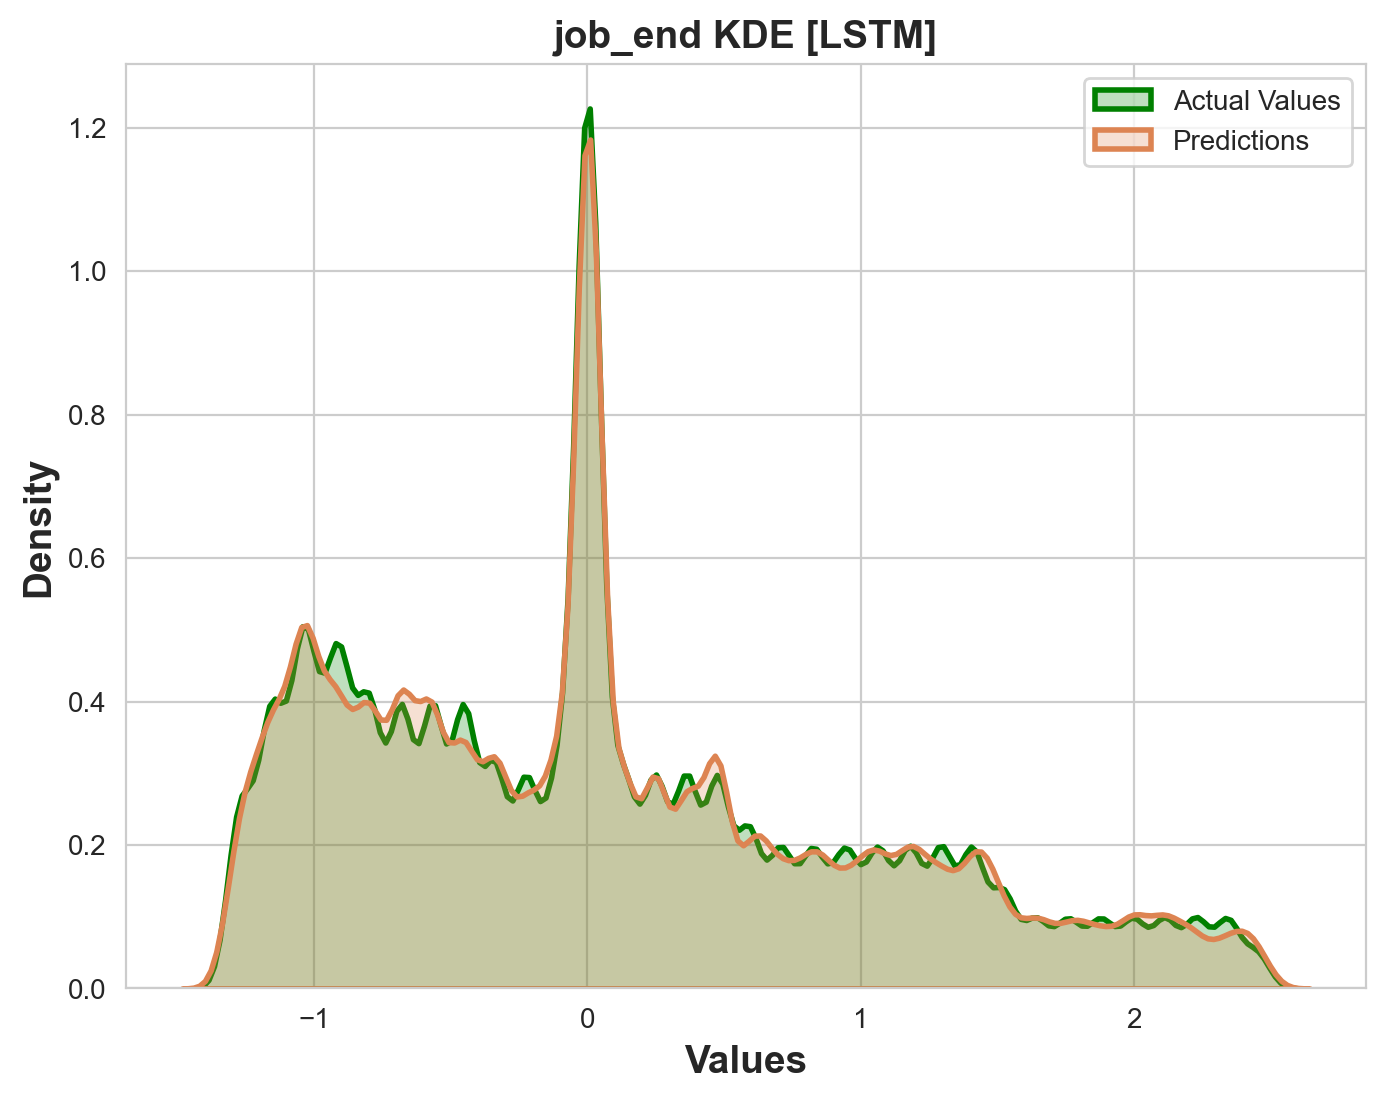 job_end KDE [LSTM]
Actual Values
Predictions
1.2
1.0
0.8
0.6
0.4
0.2
0.0
Density
−1
0
1
2
Values